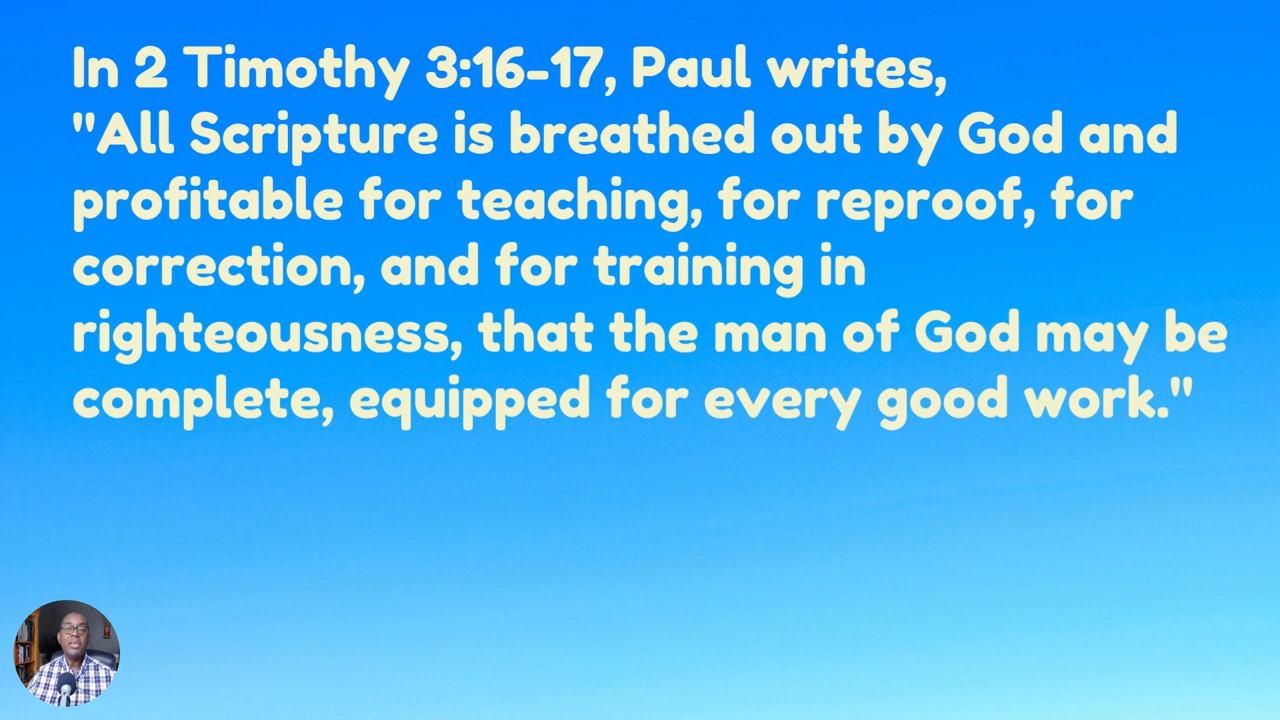 In 2 Timothy 3:16-17, Paul writes,
"All Scripture is breathed out by God and
profitable for teaching, for reproof, for
correction, and for training in
righteousness, that the man of God may be
complete, equipped for every good work."